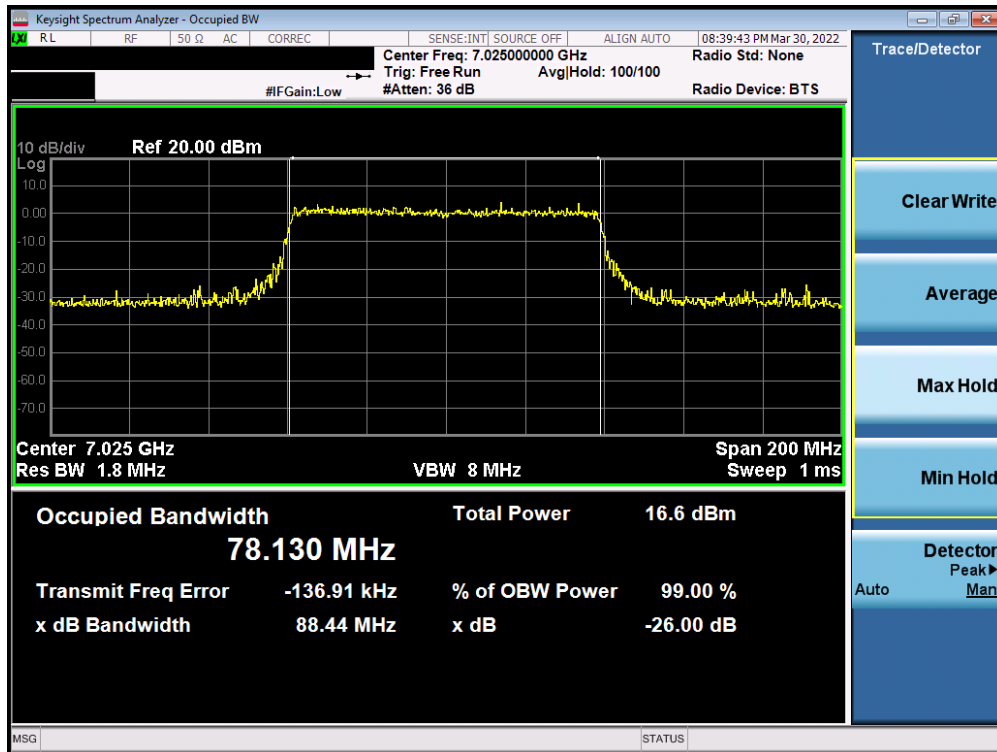 Keysight Spectrum Analyzer - Occupied BW
LXI RL RF 50 Ω AC CORREC SENSE:INT SOURCE OFF ALIGN AUTO 08:39:43 PM Mar 30, 2022
Center Freq: 7.025000000 GHz Radio Std: None
Trig: Free Run Avg|Hold: 100/100
#IFGain:Low #Atten: 36 dB Radio Device: BTS
Trace/Detector
10 dB/div Ref 20.00 dBm
Log
10.0
0.00
-10.0
-20.0
-30.0
-40.0
-50.0
-60.0
-70.0
Center 7.025 GHz Span 200 MHz
Res BW 1.8 MHz VBW 8 MHz Sweep 1 ms
Occupied Bandwidth Total Power 16.6 dBm
78.130 MHz
Transmit Freq Error -136.91 kHz % of OBW Power 99.00 %
x dB Bandwidth 88.44 MHz x dB -26.00 dB
Clear Write
Average
Max Hold
Min Hold
Detector
Peak▶
Auto Man
MSG STATUS